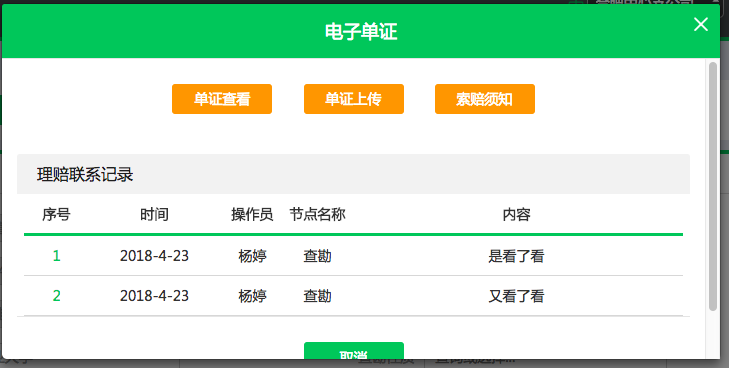 电子单证
单证查看 单证上传 索赔须知
理赔联系记录
序号 时间 操作员 节点名称 内容
1 2018-4-23 杨婷 查勘 是看了看
2 2018-4-23 杨婷 查勘 又看了看
取消